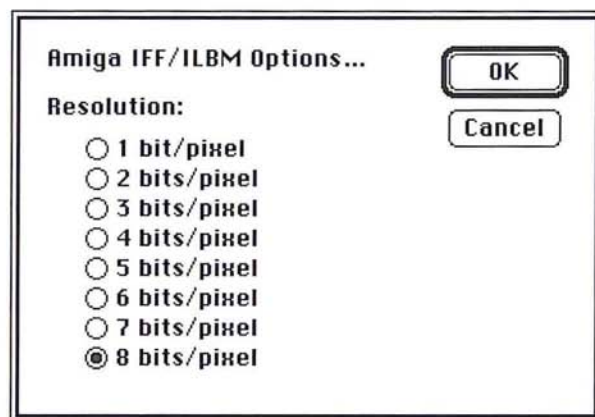 Amiga IFF/ILBM Options...
OK
Resolution:
Cancel
1 bit/pixel
2 bits/pixel
3 bits/pixel
4 bits/pixel
5 bits/pixel
6 bits/pixel
7 bits/pixel
8 bits/pixel